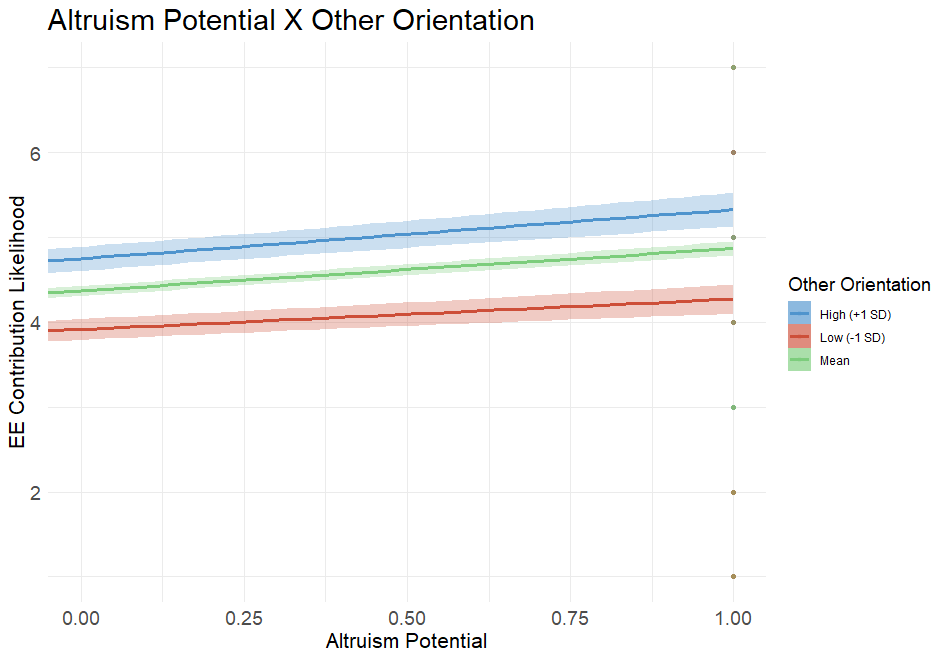 Altruism Potential X Other Orientation
EE Contribution Likelihood
6
4
2
0.00 0.25 0.50 0.75 1.00
Altruism Potential
Other Orientation
High (+1 SD)
Low (-1 SD)
Mean